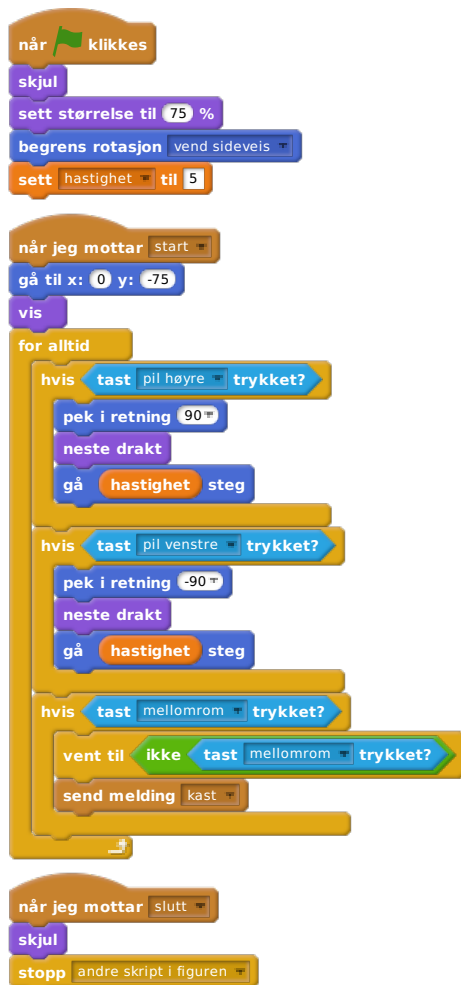 når klikkes
skjul
sett størrelse til 75 %
begrens rotasjon vend sideveis
sett hastighet til 5
når jeg mottar start
gå til x: 0 y: -75
vis
for alltid
hvis tast pil høyre trykket?
pek i retning 90
neste drakt
gå hastighet steg
hvis tast pil venstre trykket?
pek i retning -90
neste drakt
gå hastighet steg
hvis tast mellomrom trykket?
vent til ikke tast mellomrom trykket?
send melding kast
når jeg mottar slutt
skjul
stopp andre skript i figuren